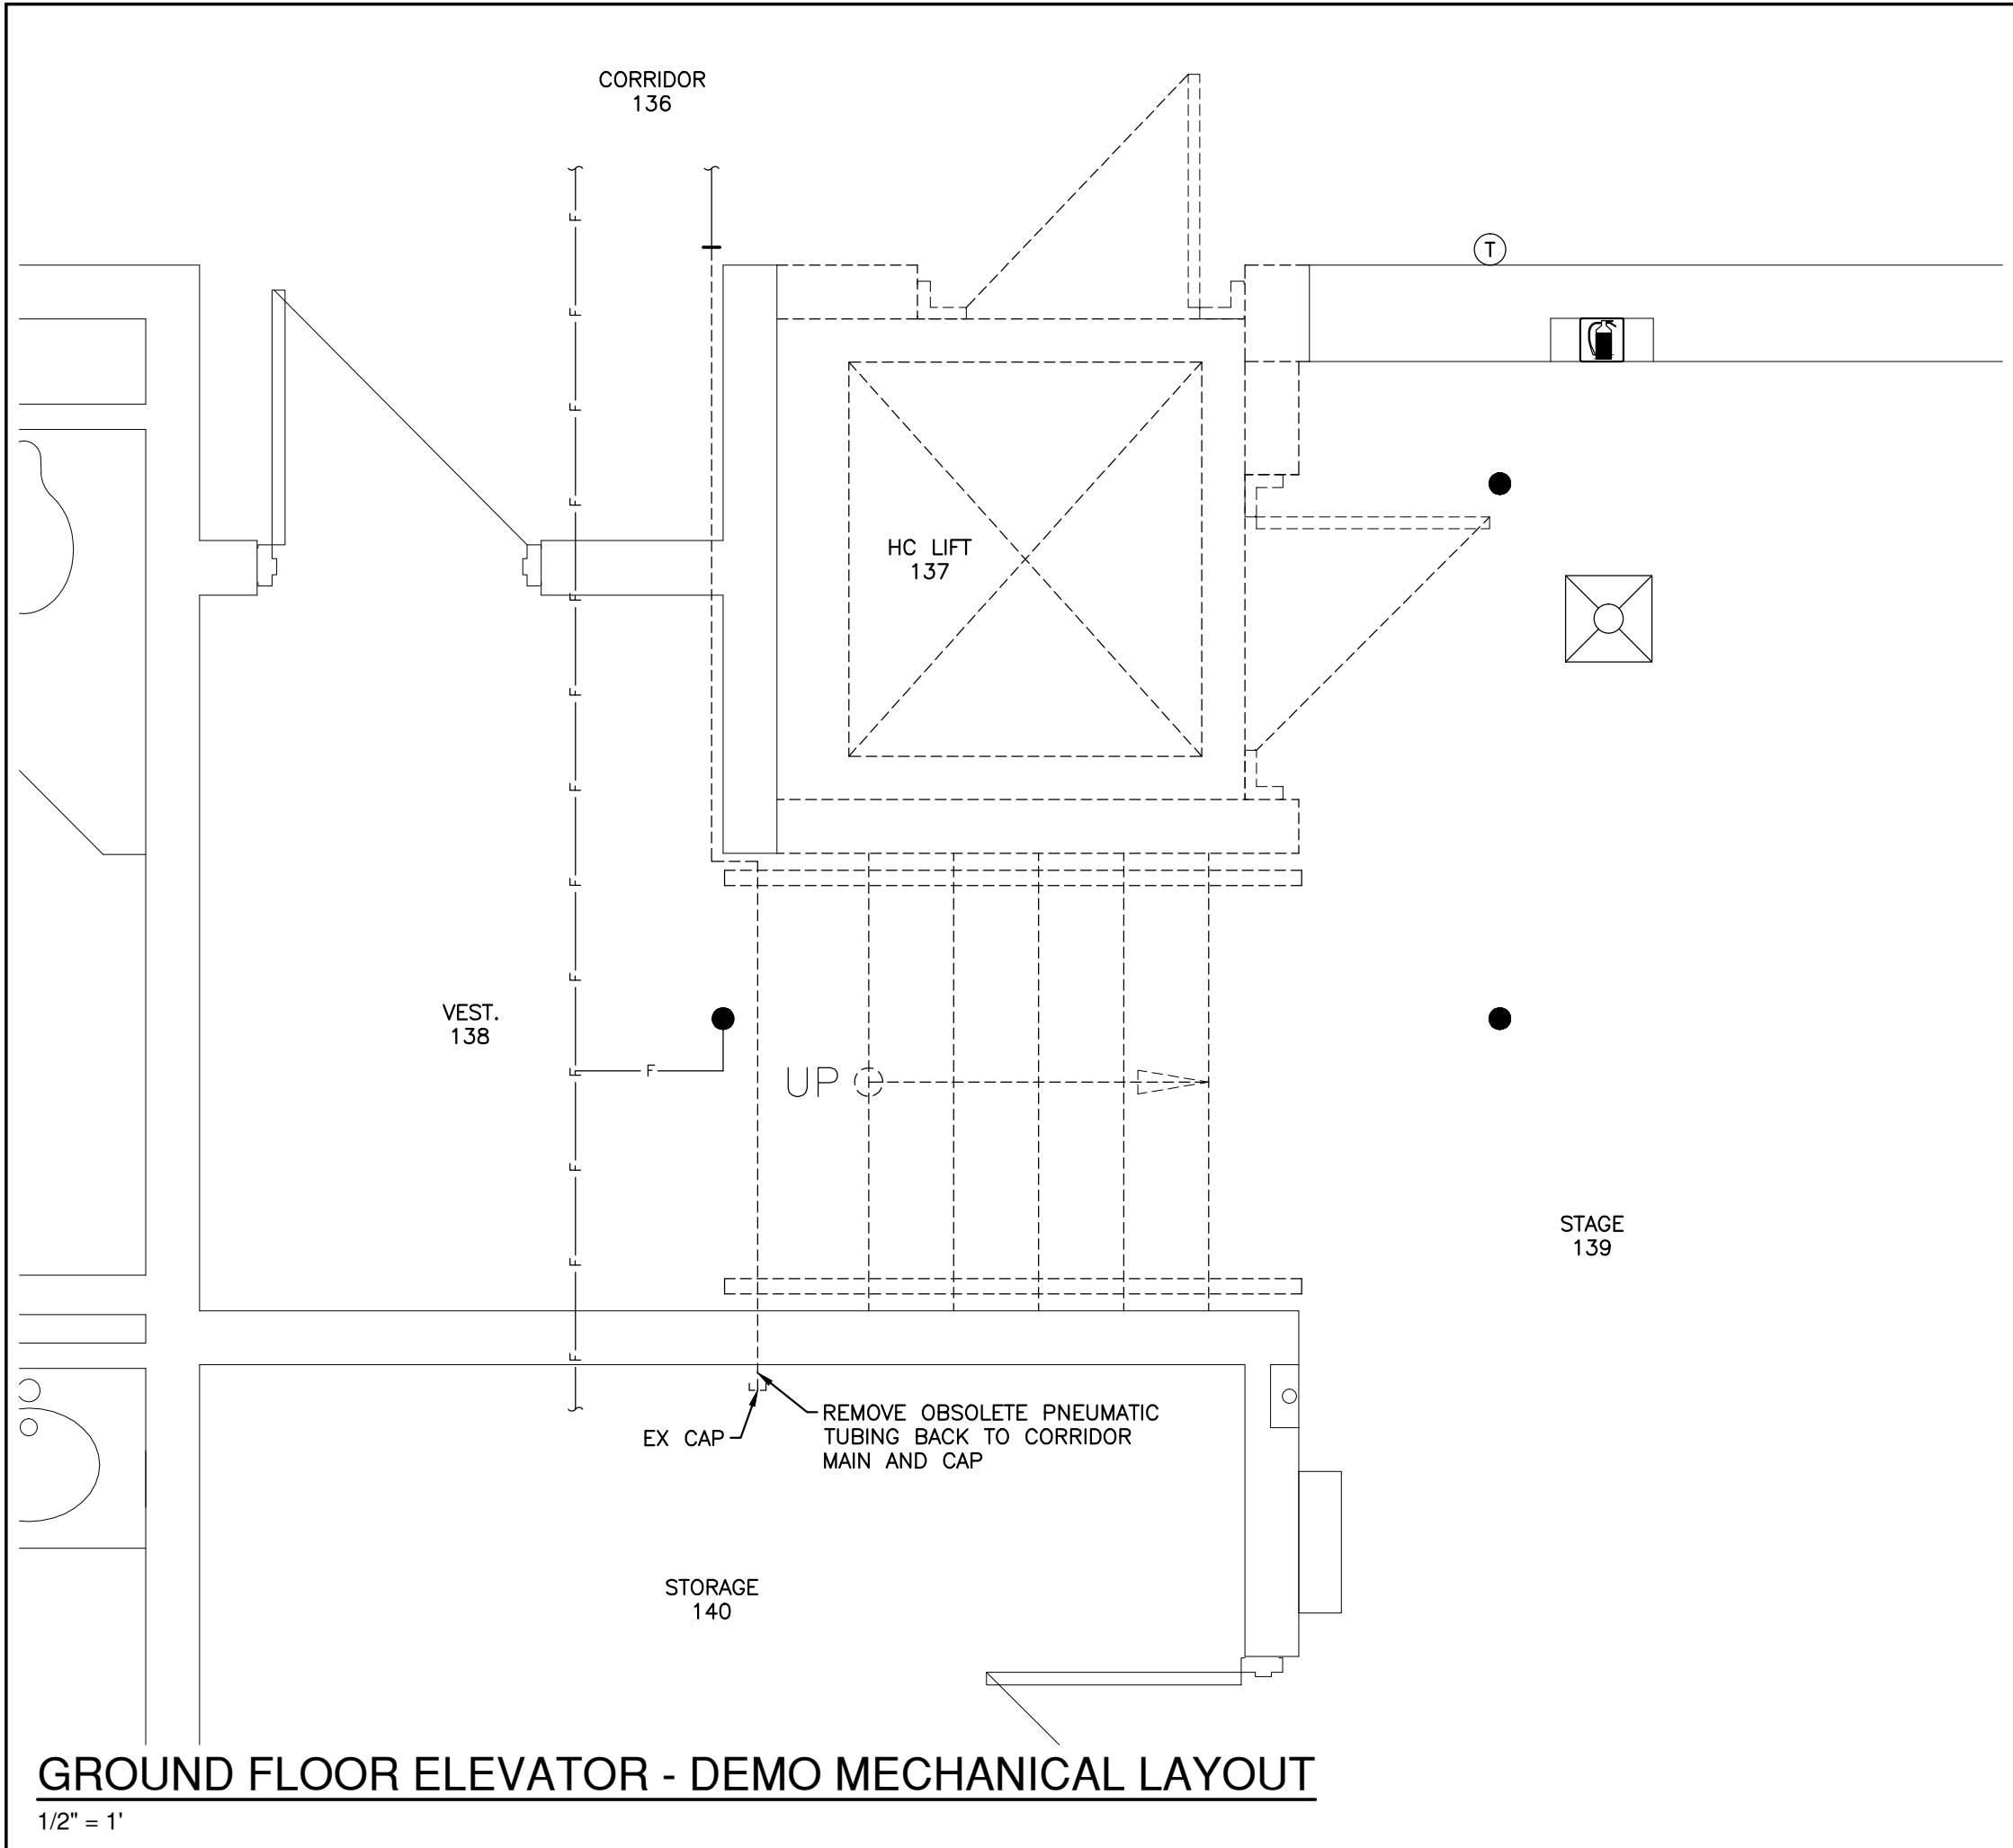 CORRIDOR
136
T
HC LIFT
137
F
F
F
F
F
F
F
F
F
F
F
F
F
VEST.
138
F
UP
STAGE
139
REMOVE OBSOLETE PNEUMATIC
TUBING BACK TO CORRIDOR
MAIN AND CAP
EX CAP
STORAGE
140
GROUND FLOOR ELEVATOR - DEMO MECHANICAL LAYOUT
1/2" = 1'